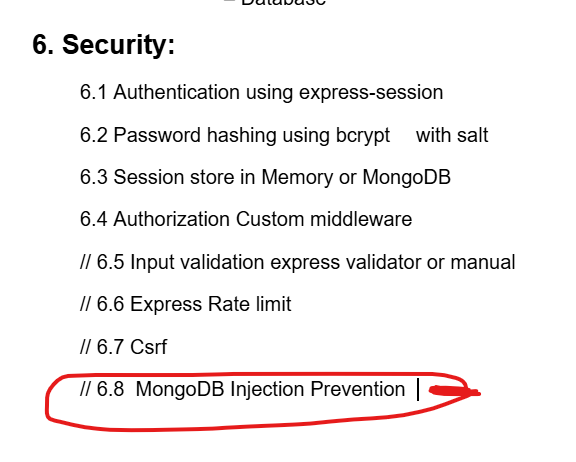 – Database
6. Security:
6.1 Authentication using express-session
6.2 Password hashing using bcrypt with salt
6.3 Session store in Memory or MongoDB
6.4 Authorization Custom middleware
// 6.5 Input validation express validator or manual
// 6.6 Express Rate limit
// 6.7 Csrf
// 6.8 MongoDB Injection Prevention